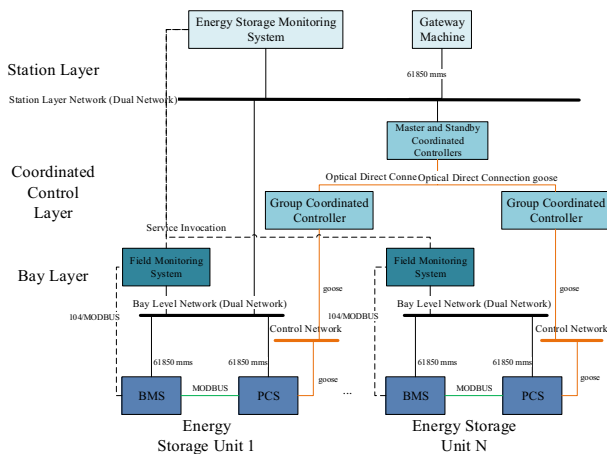 Energy Storage Monitoring
System
Gateway
Machine
Station Layer
61850 mms
Station Layer Network (Dual Network)
Master and Standby
Coordinated
Controllers
Coordinated
Control
Layer
Optical Direct Conne
Optical Direct Connection goose
Group Coordinated
Controller
Group Coordinated
Controller
Service Invocation
Bay Layer
Field Monitoring
System
Field Monitoring
System
goose
goose
Bay Level Network (Dual Network)
Bay Level Network (Dual Network)
104/MODBUS
104/MODBUS
Control Network
Control Network
61850 mms
61850 mms
61850 mms
61850 mms
goose
goose
BMS
MODBUS
PCS
...
BMS
MODBUS
PCS
Energy
Storage Unit 1
Energy Storage
Unit N